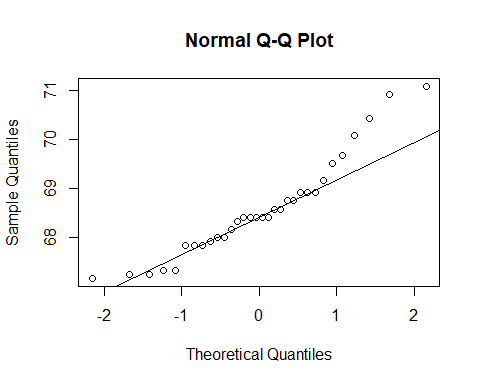 Normal Q-Q Plot
Sample Quantiles
71
70
69
68
-2 -1 0 1 2
Theoretical Quantiles